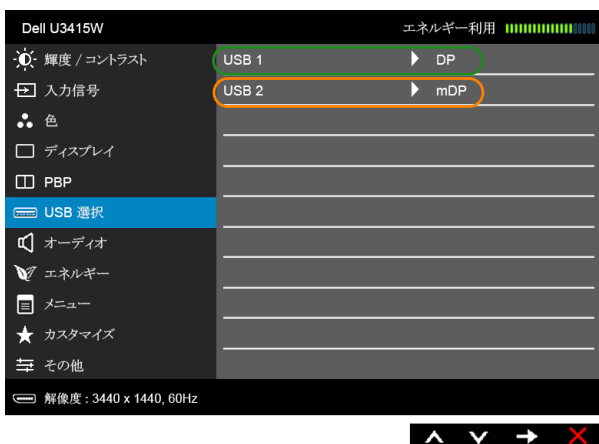 Dell U3415W エネルギー利用
輝度 / コントラスト
USB 1 DP
入力信号
USB 2 mDP
色
ディスプレイ
PBP
USB 選択
オーディオ
エネルギー
メニュー
カスタマイズ
その他
解像度 : 3440 x 1440, 60Hz